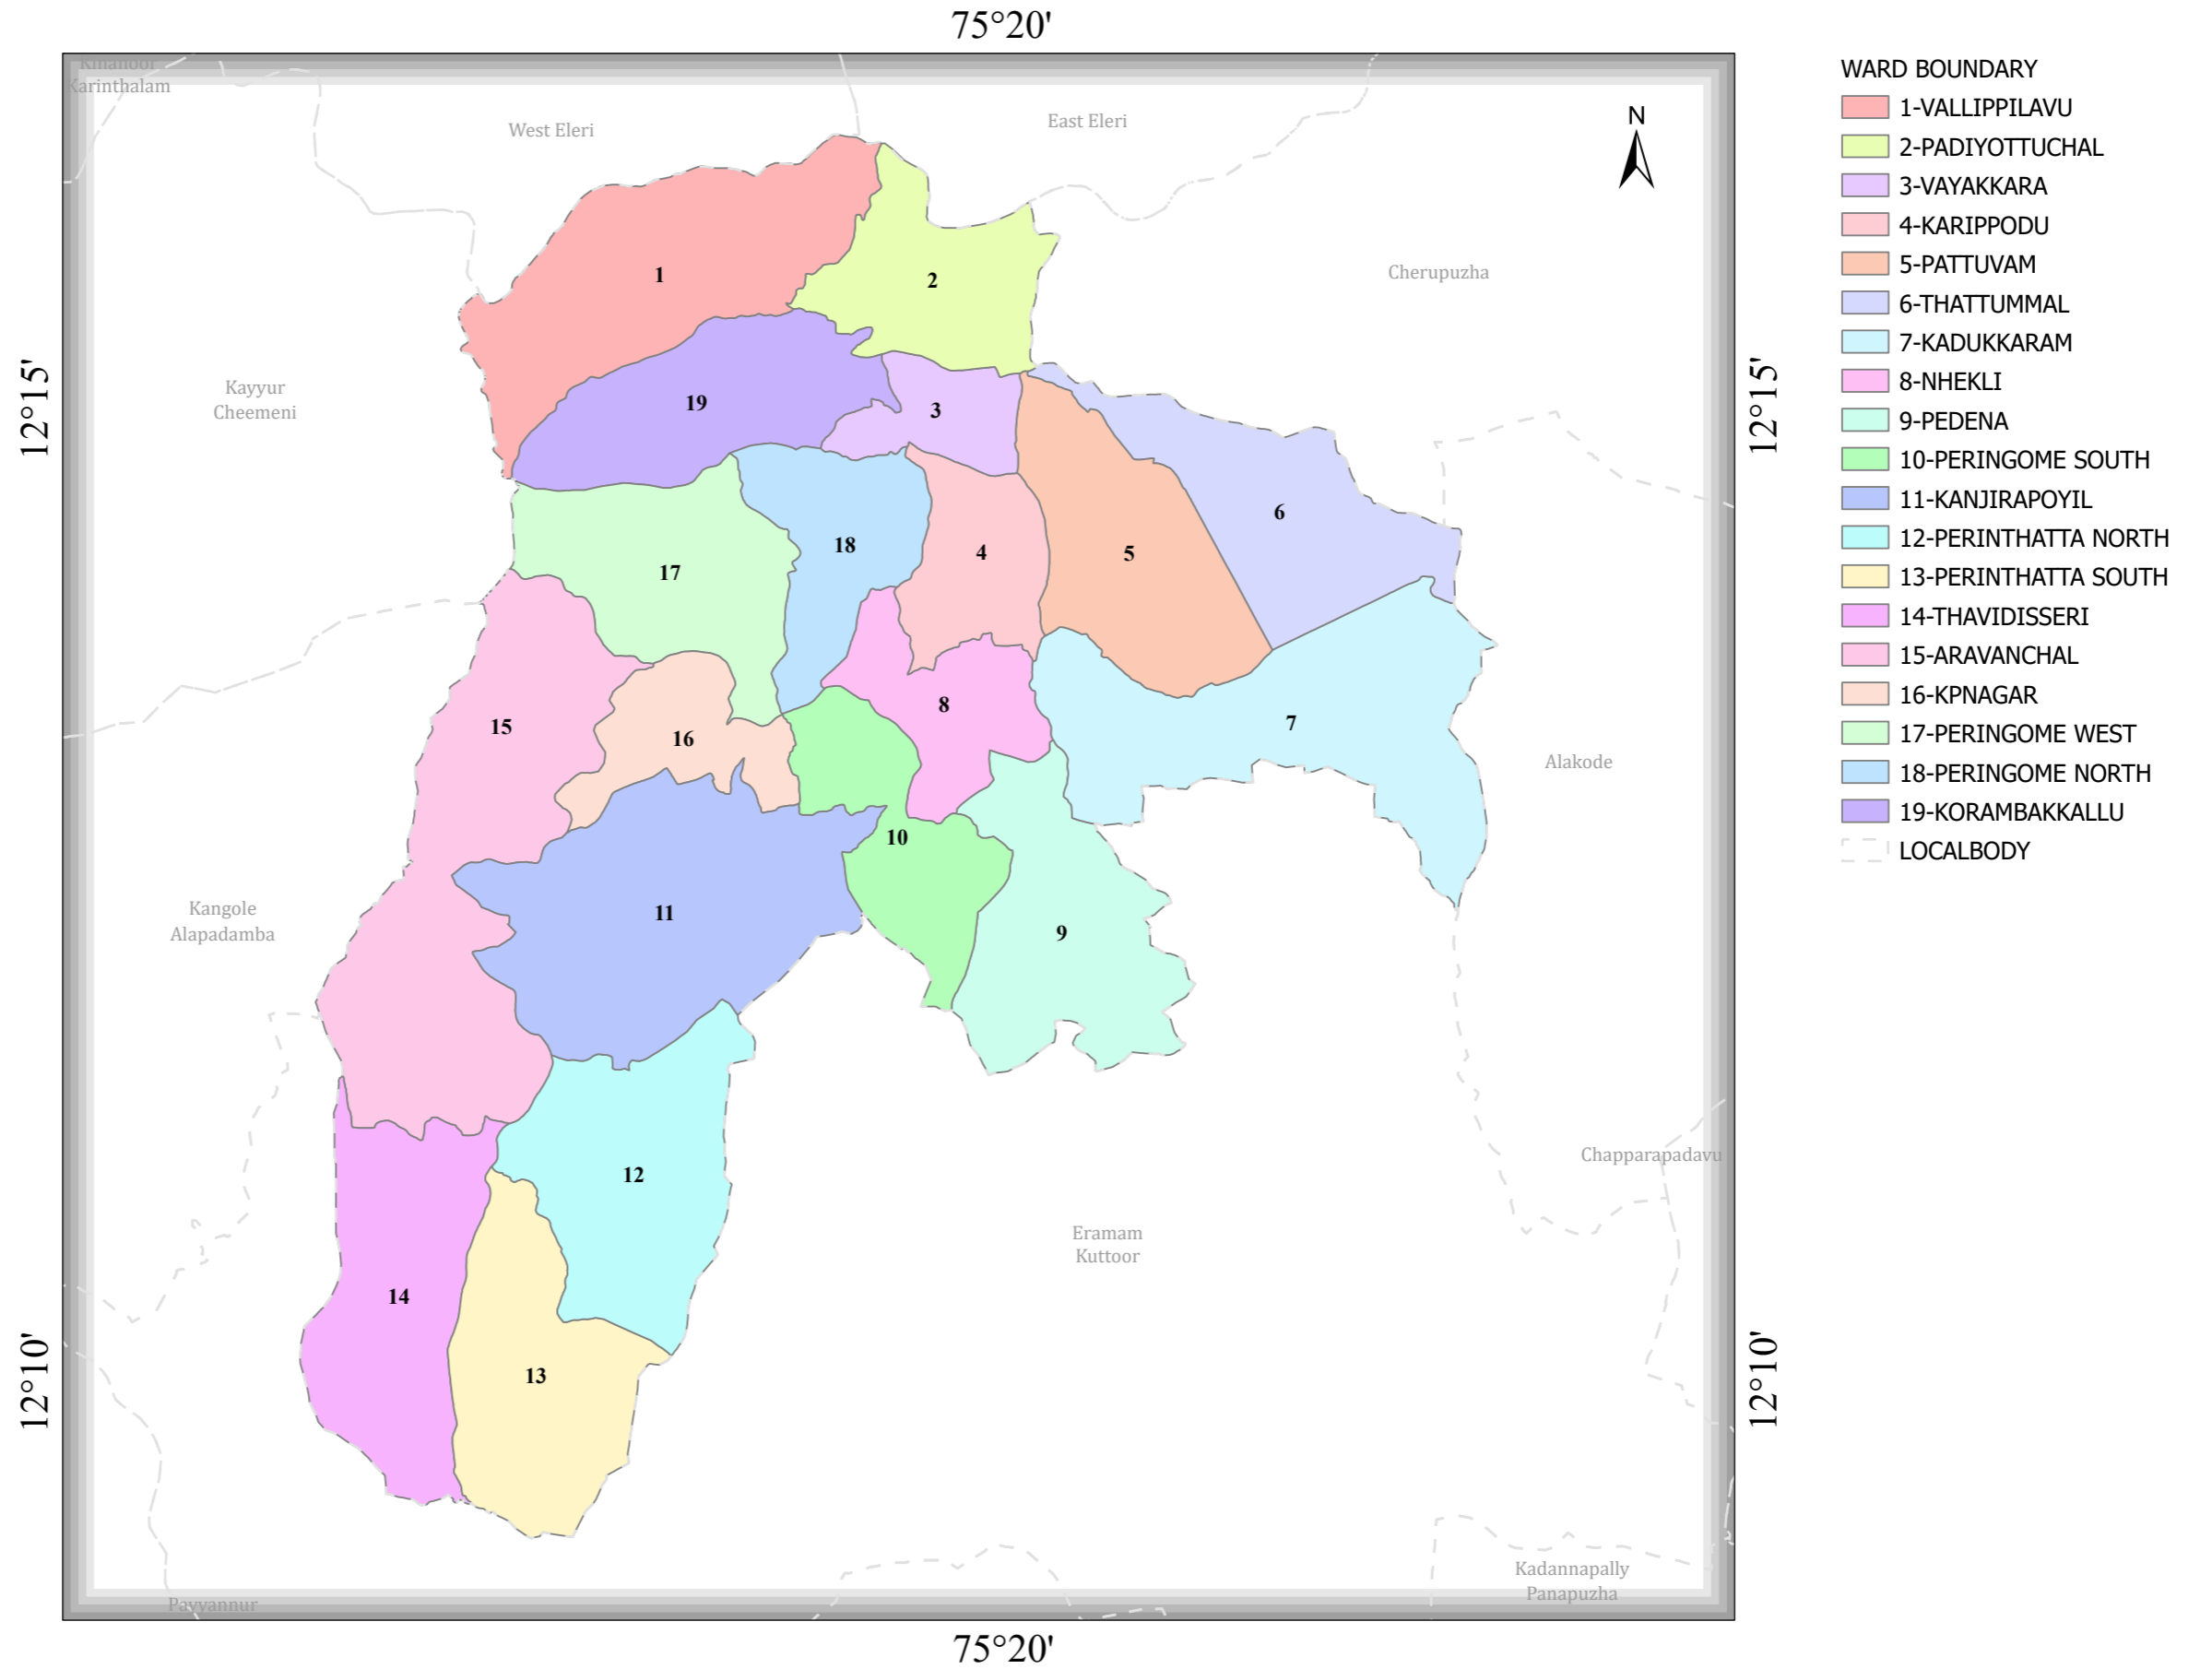 75°20'
Kinanoor
Karinthalam
West Eleri
East Eleri
N
Cherupuzha
Kayyur
Cheemeni
12°15'
12°15'
1
2
19
3
6
18
4
5
17
15
16
8
7
Alakode
10
11
9
Kangole
Alapadamba
12
Chapparapadavu
Eramam
Kuttoor
14
13
12°10'
12°10'
Kadannapally
Panapuzha
Payyannur
75°20'
WARD BOUNDARY
1-VALLIPPILAVU
2-PADIYOTTUCHAL
3-VAYAKKARA
4-KARIPPODU
5-PATTUVAM
6-THATTUMMAL
7-KADUKKARAM
8-NHEKLI
9-PEDENA
10-PERINGOME SOUTH
11-KANJIRAPOYIL
12-PERINTHATTA NORTH
13-PERINTHATTA SOUTH
14-THAVIDISSERI
15-ARAVANCHAL
16-KPNAGAR
17-PERINGOME WEST
18-PERINGOME NORTH
19-KORAMBAKKALLU
LOCALBODY